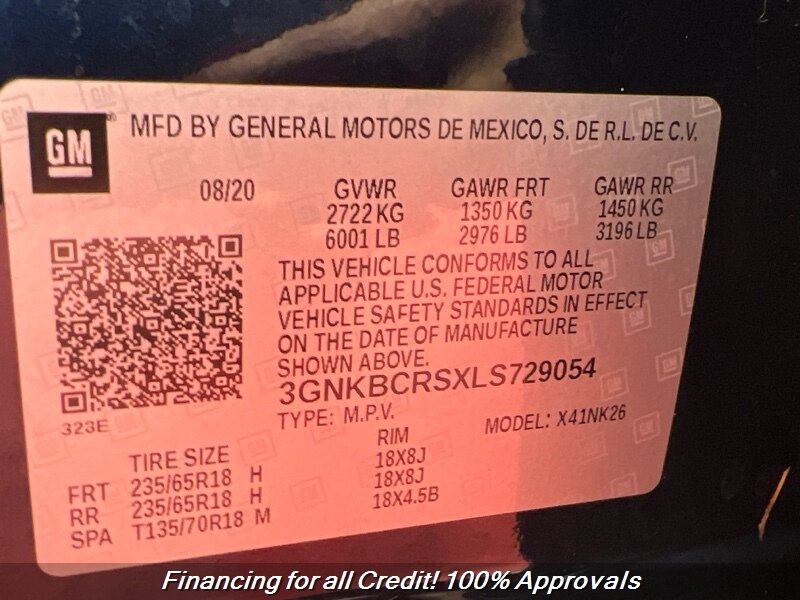 GM
MFD BY GENERAL MOTORS DE MEXICO, S. DE R.L. DE C.V.
08/20 GVWR GAWR FRT GAWR RR
2722 KG 1350 KG 1450 KG
6001 LB 2976 LB 3196 LB
THIS VEHICLE CONFORMS TO ALL
APPLICABLE U.S. FEDERAL MOTOR
VEHICLE SAFETY STANDARDS IN EFFECT
ON THE DATE OF MANUFACTURE
SHOWN ABOVE.
3GNKBCRSXLS729054
323E
TYPE: M.P.V. MODEL: X41NK26
TIRE SIZE RIM
FRT 235/65R18 H 18X8J
RR 235/65R18 H 18X8J
SPA T135/70R18 M 18X4.5B
Financing for all Credit! 100% Approvals